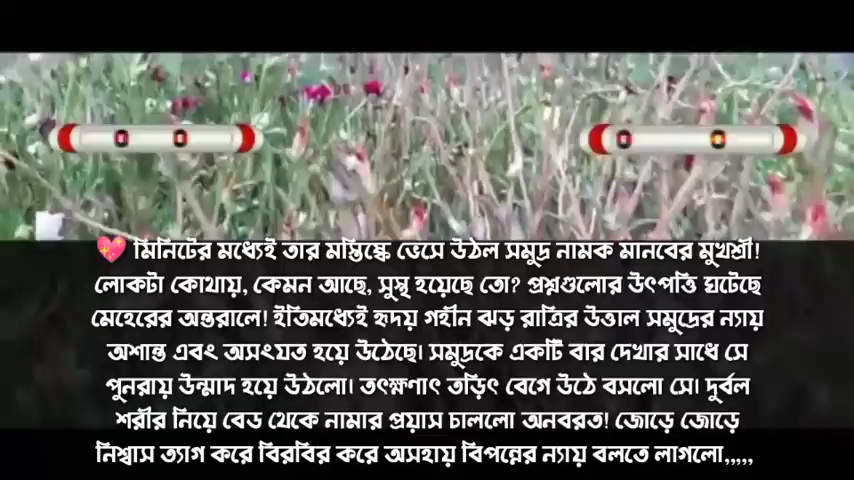 💖 মিনিটের মধ্যেই তার মস্তিষ্কে ভেসে উঠল সমুদ্র নামক মানবের মুখশ্রী!
লোকটা কোথায়, কেমন আছে, সুস্থ হয়েছে তো? প্রশ্নগুলোর উৎপত্তি ঘটেছে
মেহেরের অন্তরালে! ইতিমধ্যেই হৃদয় গহীন ঝড় রাত্রির উত্তাল সমুদ্রের ন্যায়
অশান্ত এবং অসংযত হয়ে উঠেছে। সমুদ্রকে একটি বার দেখার সাধে সে
পুনরায় উন্মাদ হয়ে উঠলো। তৎক্ষণাৎ তড়িৎ বেগে উঠে বসলো সে। দুর্বল
শরীর নিয়ে বেড থেকে নামার প্রয়াস চাললো অনবরত! জোড়ে জোড়ে
নিশ্বাস ত্যাগ করে বিরবির করে অসহায় বিপন্নের ন্যায় বলতে লাগলো,,,,,